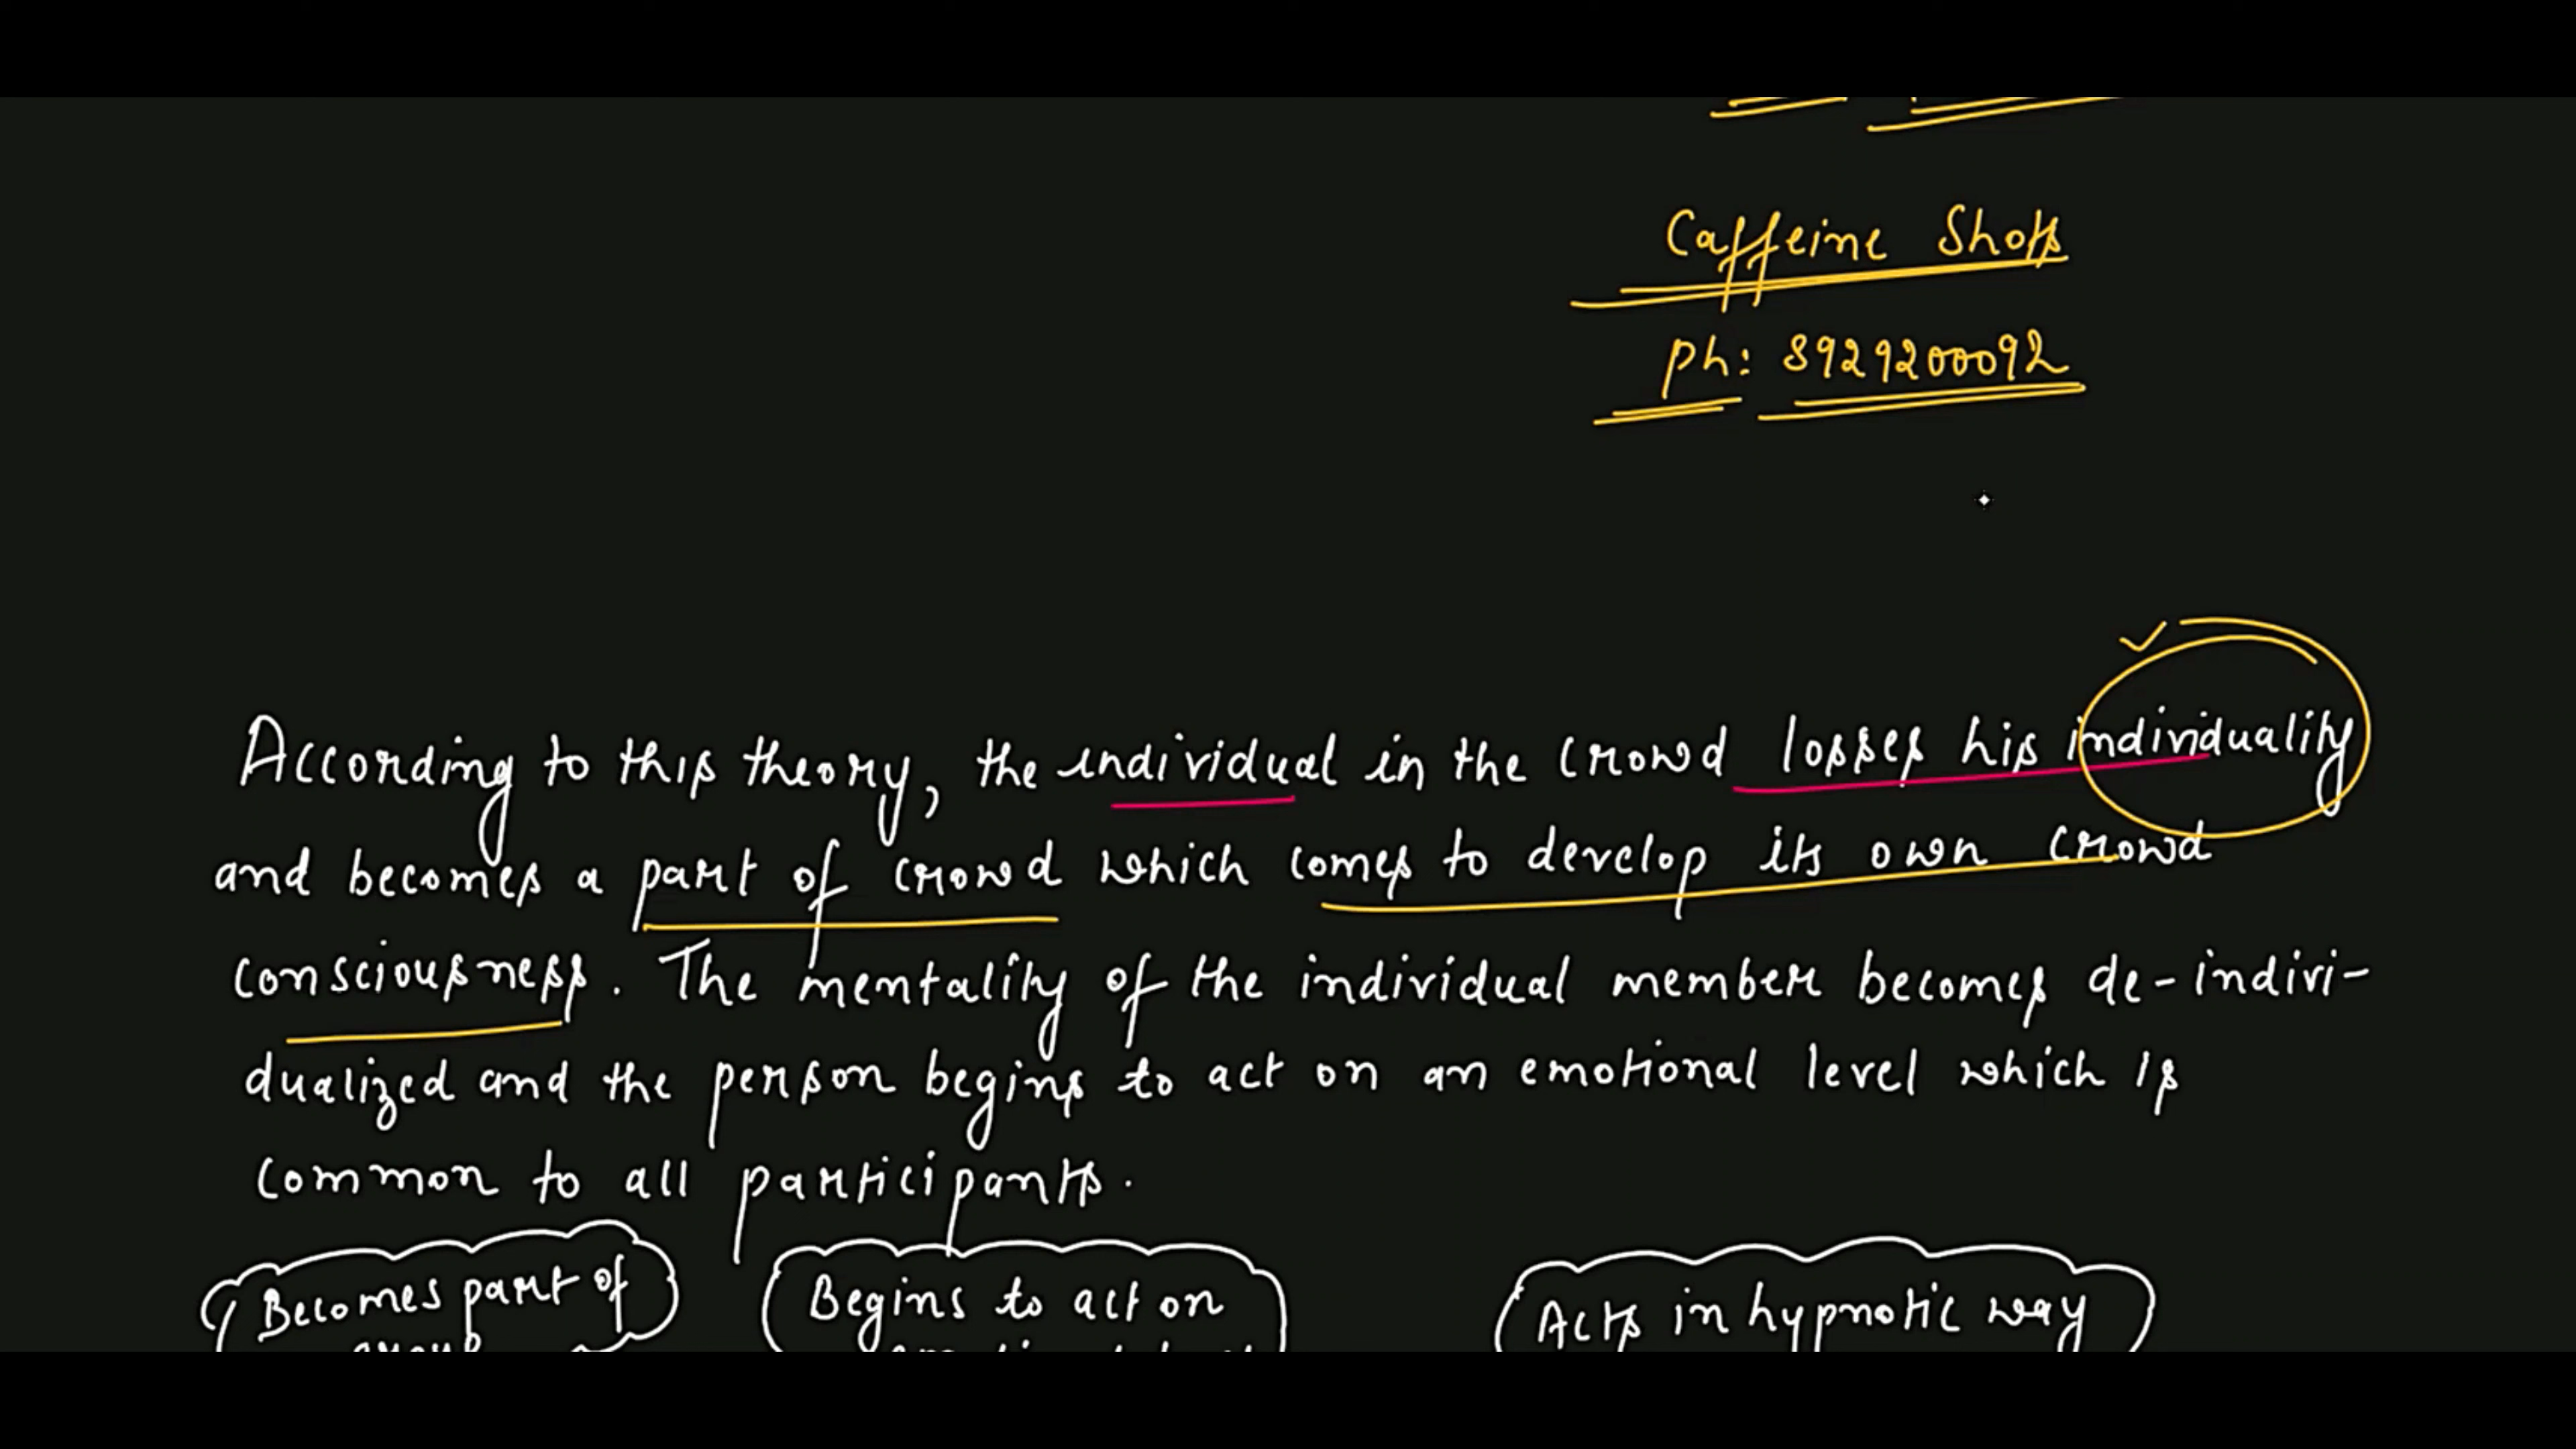 Caffeine Shots
ph: 8929200092
According to this theory, the individual in the crowd losses his individuality
and becomes a part of crowd which comes to develop its own crowd
consciousness. The mentality of the individual member becomes de-indivi-
dualized and the person begins to act on an emotional level which is
common to all participants.
Becomes part of
Begins to act on
Acts in hypnotic way